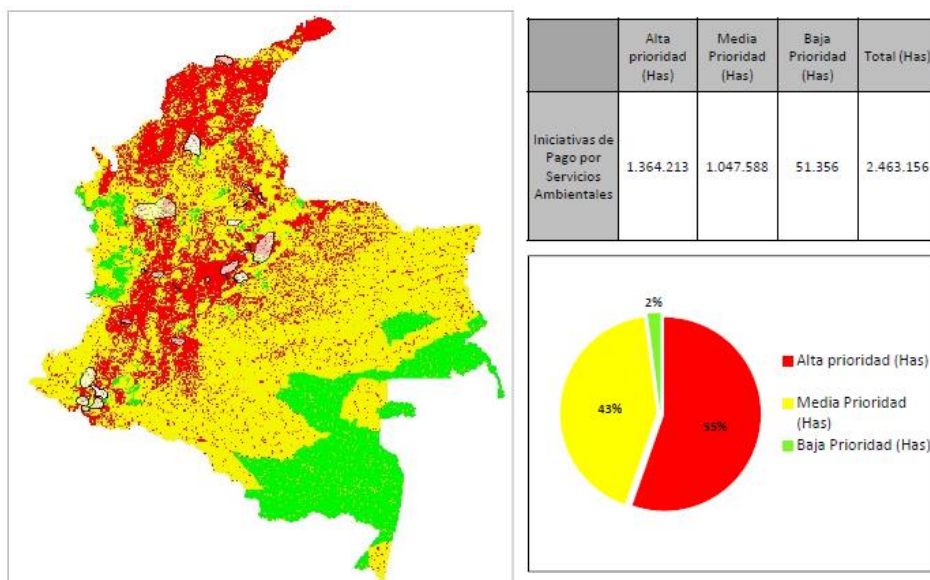 Alta
prioridad
(Has)
Media
Prioridad
(Has)
Baja
Prioridad
(Has)
Total (Has)
Iniciativas de
Pago por
Servicios
Ambientales
1.364.213
1.047.588
51.356
2.463.156
2%
43%
55%
Alta prioridad (Has)
Media Prioridad
(Has)
Baja Prioridad (Has)